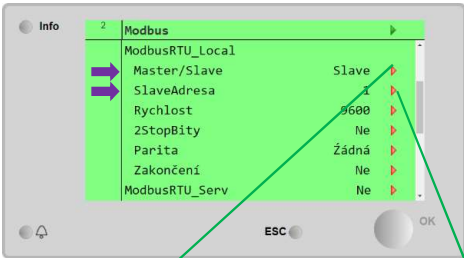 Info
2 Modbus
ModbusRTU_Local
Master/Slave Slave
SlaveAdresa 1
Rychlost 9600
2StopBity Ne
Parita Źádná
Zakončení Ne
ModbusRTU_Serv Ne
ESC
OK